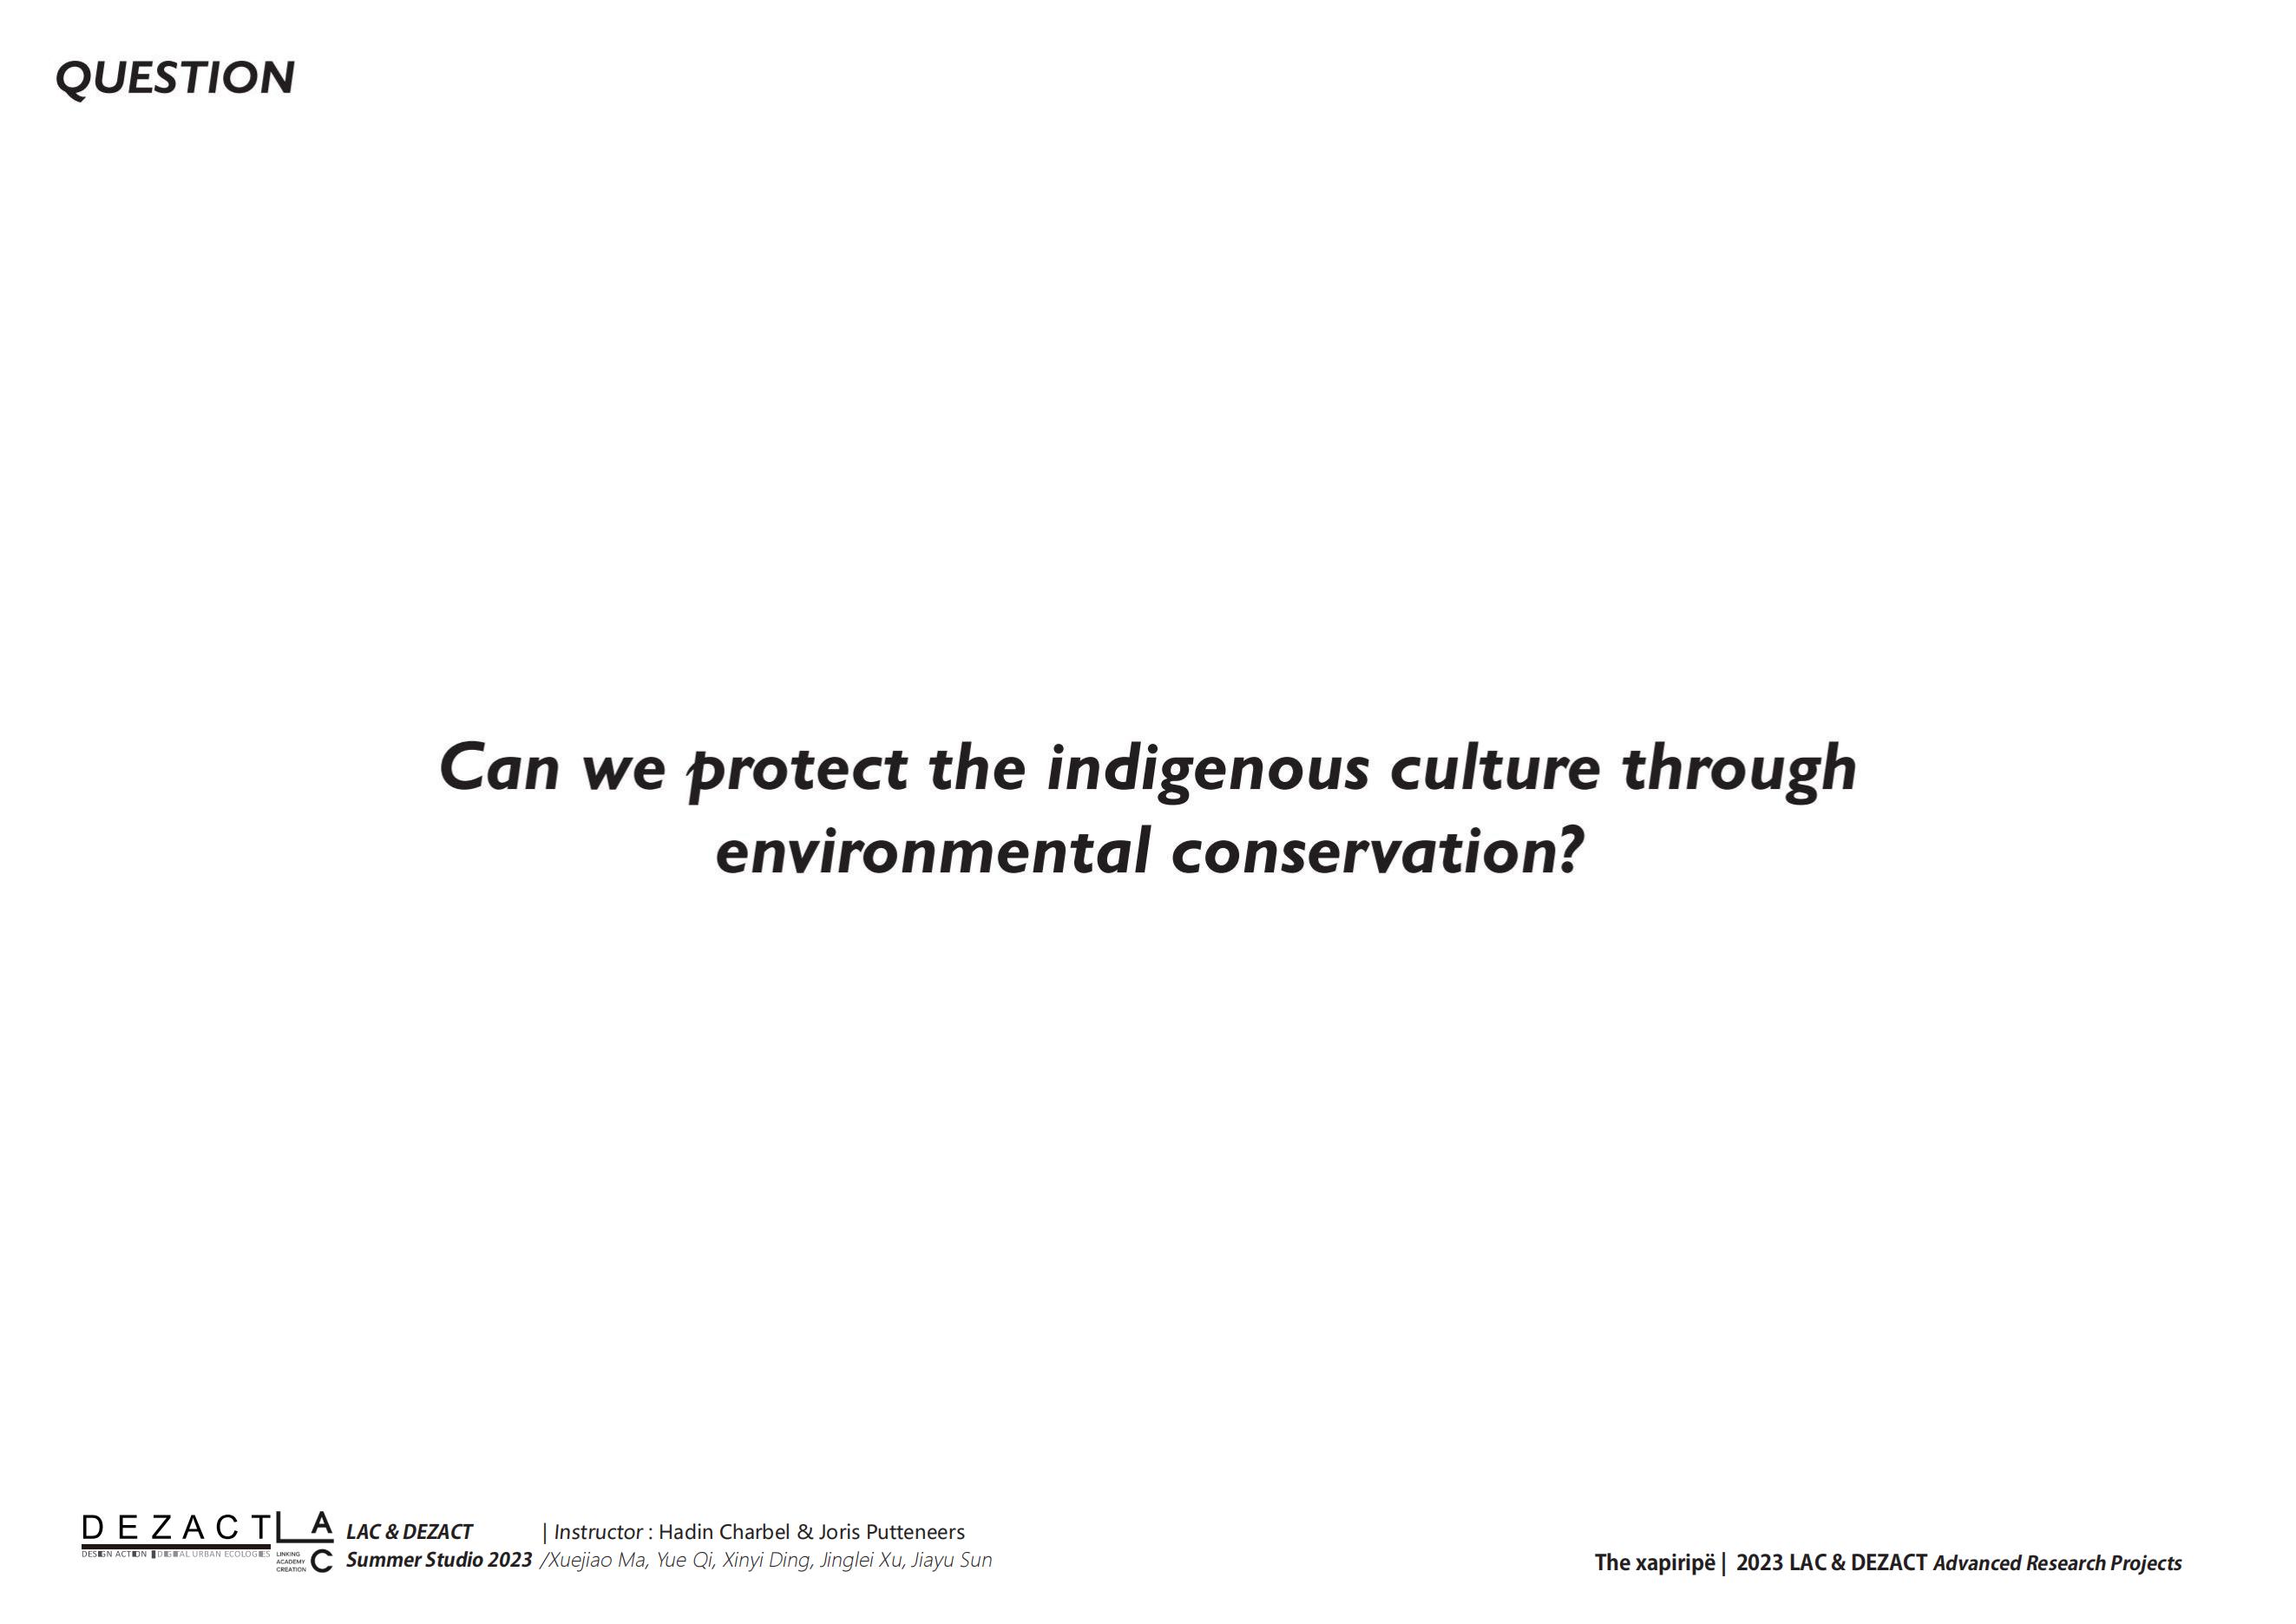 QUESTION
Can we protect the indigenous culture through
environmental conservation?
DEZACT
DESIGN ACTION DIGITAL URBAN ECOLOGIES
LAC
LINKING
ACADEMY
CREATION
LAC & DEZACT | Instructor : Hadin Charbel & Joris Putteneers
Summer Studio 2023 /Xuejiao Ma, Yue Qi, Xinyi Ding, Jinglei Xu, Jiayu Sun
The xapiripë | 2023 LAC & DEZACT Advanced Research Projects